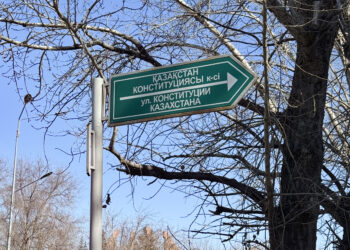 ҚАЗАҚСТАН
КОНСТИТУЦИЯСЫ к-сі
ул. КОНСТИТУЦИИ
КАЗАХСТАНА